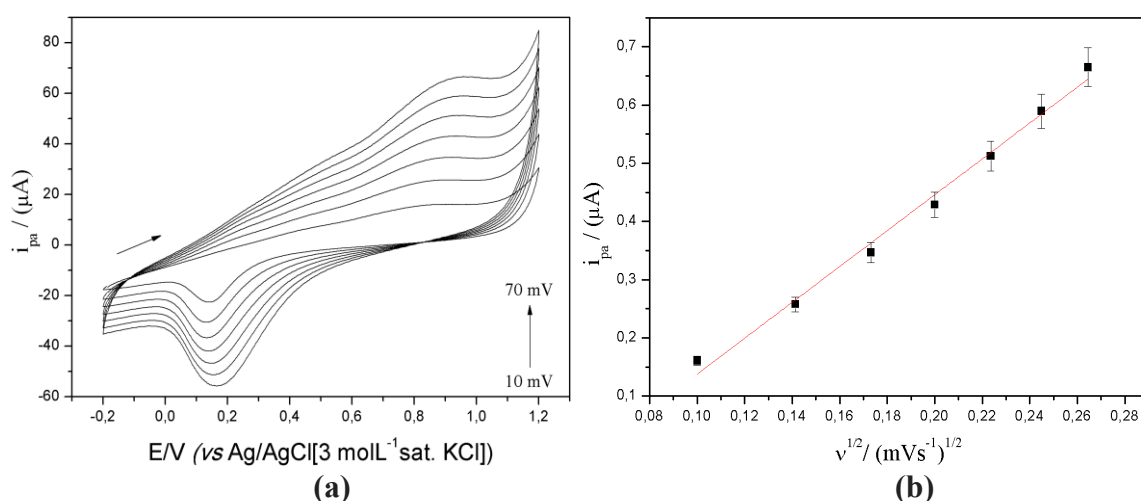 80
60
40
20
0
-20
-40
-60
i_pa / (μA)
70 mV
10 mV
-0,2 0,0 0,2 0,4 0,6 0,8 1,0 1,2
E/V (vs Ag/AgCl[3 molL⁻¹sat. KCl])
(a)
0,7
0,6
0,5
0,4
0,3
0,2
0,1
i_pa / (μA)
0,08 0,10 0,12 0,14 0,16 0,18 0,20 0,22 0,24 0,26 0,28
ν^1/2/ (mVs⁻¹)^1/2
(b)